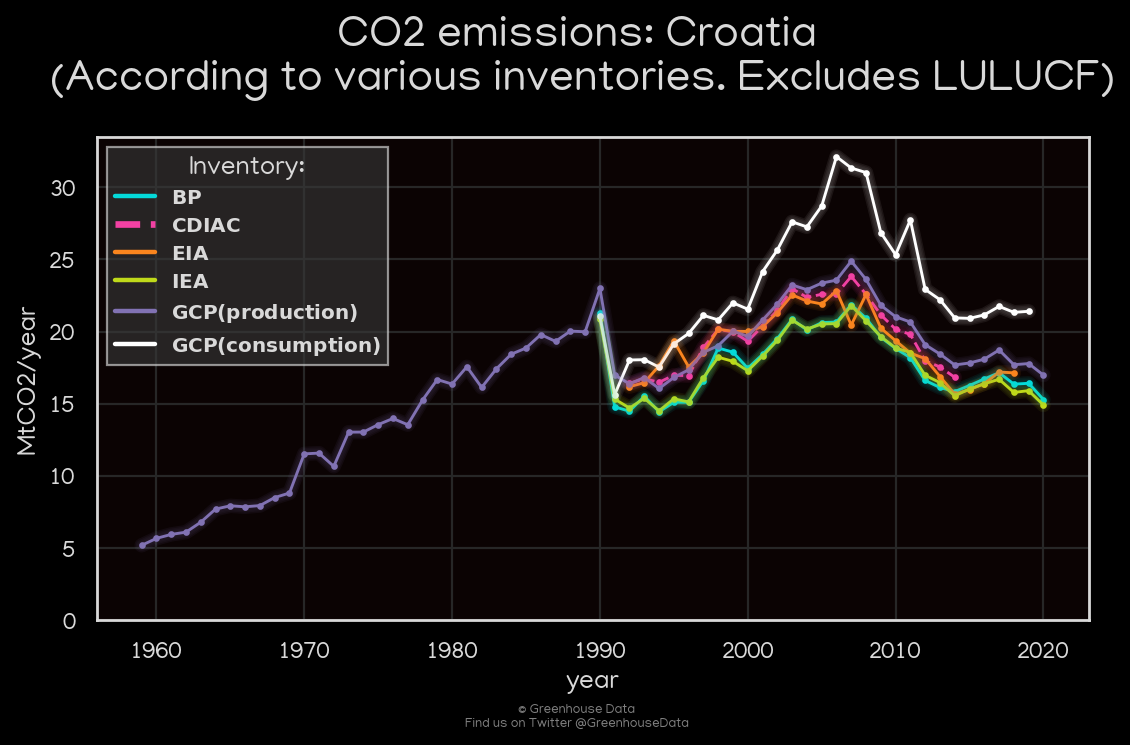 CO2 emissions: Croatia
(According to various inventories. Excludes LULUCF)
Inventory:
BP
CDIAC
EIA
IEA
GCP(production)
GCP(consumption)
MtCO2/year
30
25
20
15
10
5
0
1960 1970 1980 1990 2000 2010 2020
year
© Greenhouse Data
Find us on Twitter @GreenhouseData